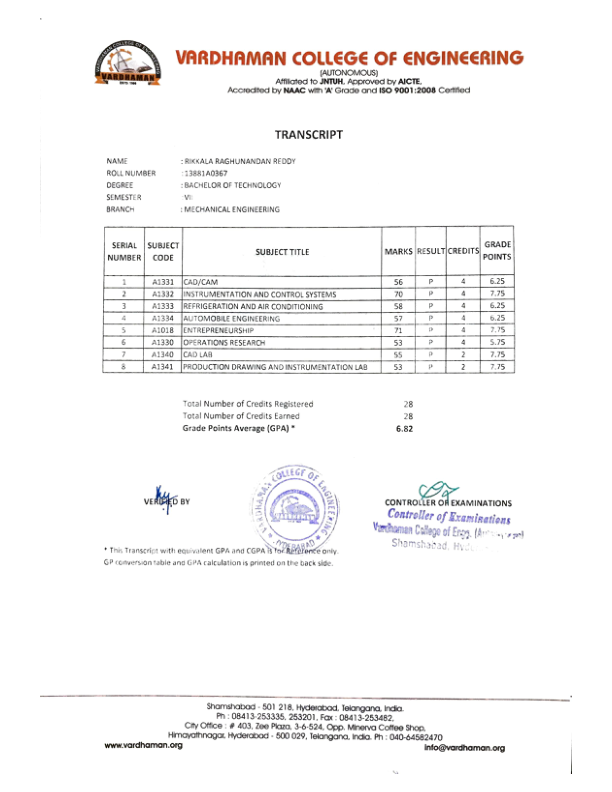 VARDHAMAN COLLEGE OF ENGINEERING
(AUTONOMOUS)
Affiliated to JNTUH, Approved by AICTE,
Accredited by NAAC with 'A' Grade and ISO 9001:2008 Certified
VARDHAMAN
TRANSCRIPT
NAME : RIKKALA RAGHUNANDAN REDDY
ROLL NUMBER : 13881A0367
DEGREE : BACHELOR OF TECHNOLOGY
SEMESTER
BRANCH : MECHANICAL ENGINEERING
SERIAL NUMBER SUBJECT CODE SUBJECT TITLE MARKS RESULT CREDITS GRADE POINTS
1 A1331 CAD/CAM 56 P 4 6.25
2 A1332 INSTRUMENTATION AND CONTROL SYSTEMS 70 P 4 7.75
3 A1333 REFRIGERATION AND AIR CONDITIONING 58 P 4 6.25
4 A1334 AUTOMOBILE ENGINEERING 57 P 4 6.25
5 A1018 ENTREPRENEURSHIP 71 P 4 7.75
6 A1330 OPERATIONS RESEARCH 53 P 4 5.75
7 A1340 CAD LAB 55 P 2 7.75
8 A1341 PRODUCTION DRAWING AND INSTRUMENTATION LAB 53 P 2 7.75
Total Number of Credits Registered 28
Total Number of Credits Earned 28
Grade Points Average (GPA) * 6.82
VERIFIED BY
VARDHAMAN COLLEGE OF ENGINEERING
HYDERABAD
CONTROLLER OF EXAMINATIONS
Controller of Examinations
Vardhaman College of Engg.
Shamshabad,
* This Transcript with equivalent GPA and CGPA is for Reference only.
GP conversion table and GPA calculation is printed on the back side.
Shamshabad - 501 218, Hyderabad, Telangana, India.
Ph : 08413-253335, 253201, Fax : 08413-253482,
City Office : # 403, Zee Plaza, 3-6-524, Opp. Minerva Coffee Shop,
Himayathnagar, Hyderabad - 500 029, Telangana, India. Ph : 040-64582470
www.vardhaman.org info@vardhaman.org